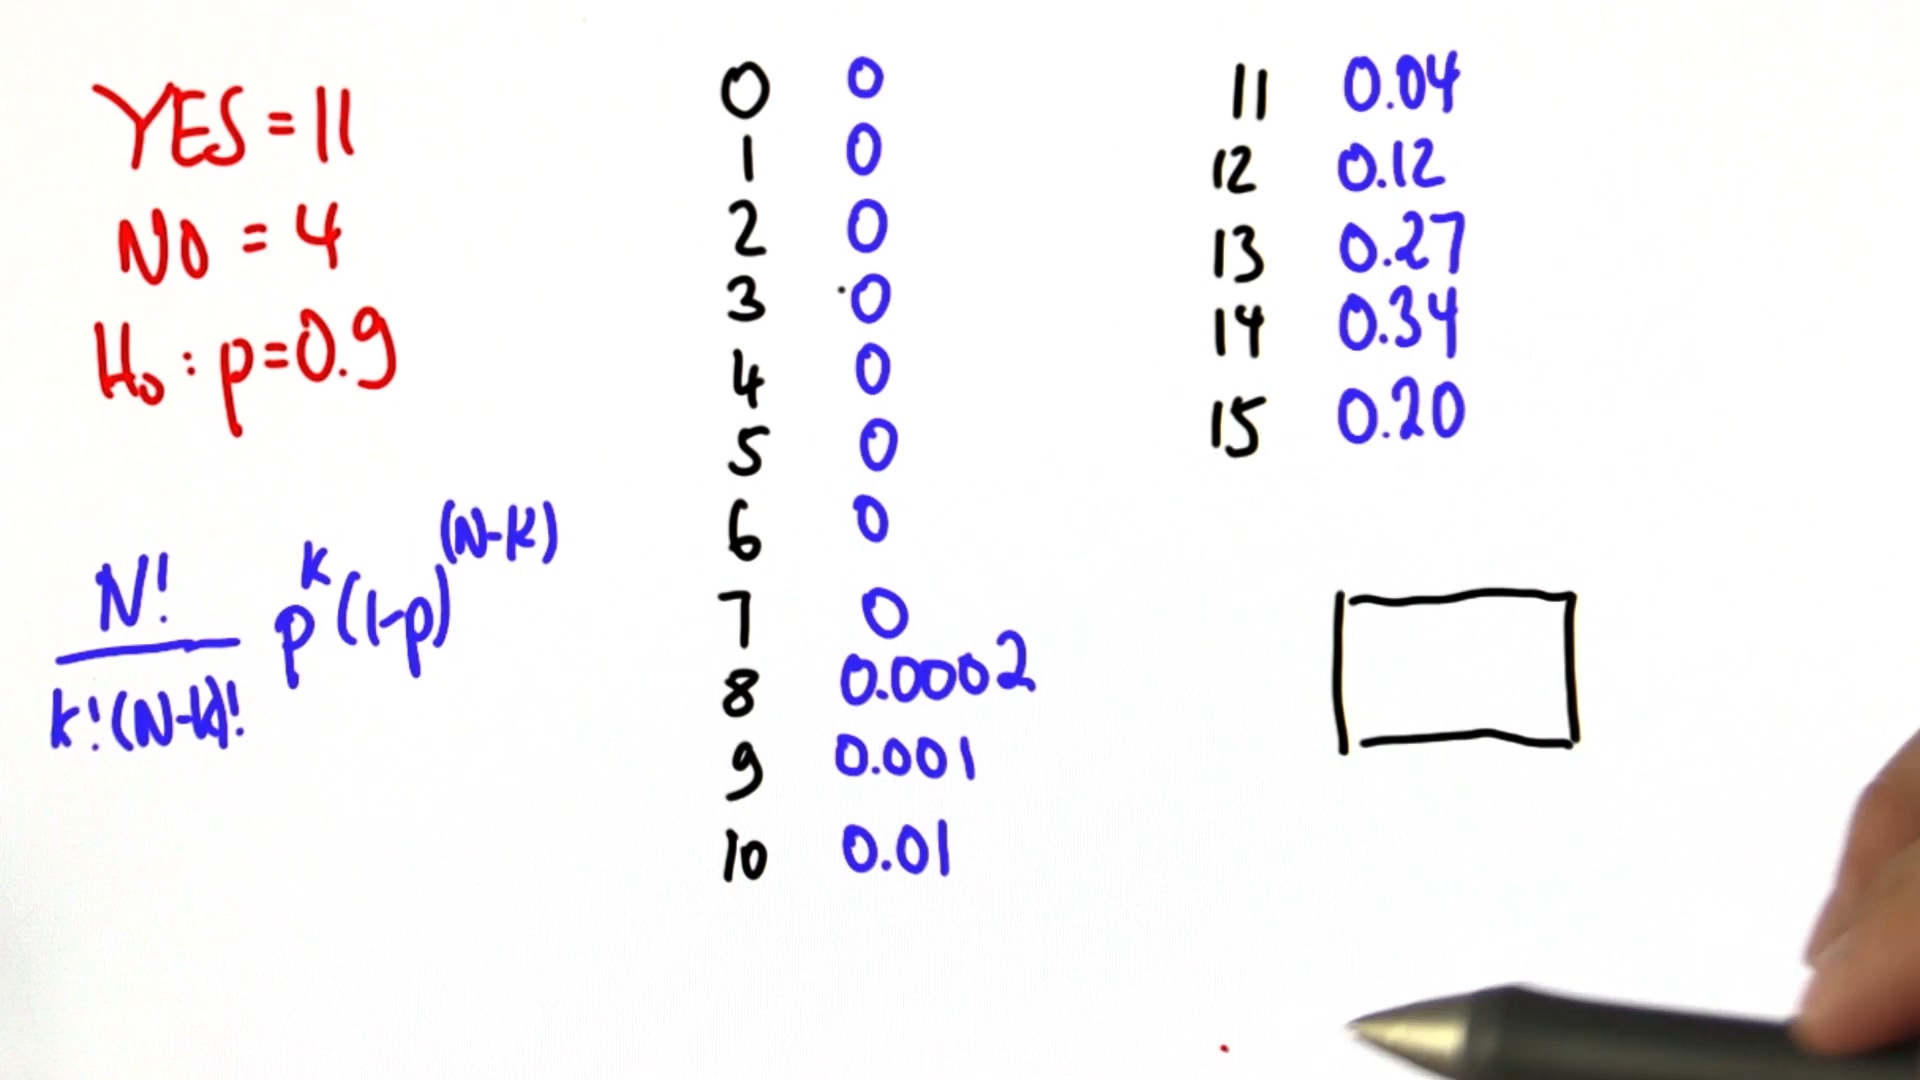 YES = 11
NO = 4
H₀ : p = 0.9
N!
k!(N-k)!
p^k (1-p)^(N-k)
0 0
1 0
2 0
3 0
4 0
5 0
6 0
7 0
8 0.0002
9 0.001
10 0.01
11 0.04
12 0.12
13 0.27
14 0.34
15 0.20